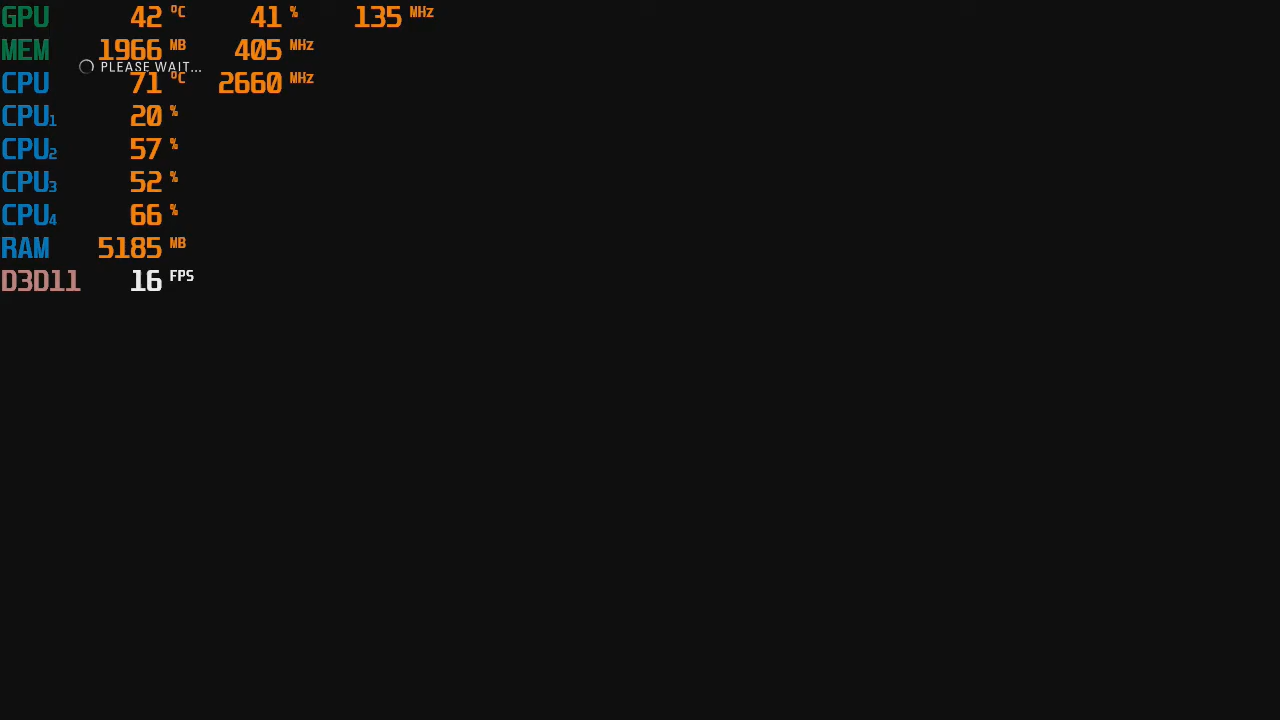 GPU 42 °C 41 % 135 MHz
MEM 1966 MB 405 MHz
PLEASE WAIT...
CPU 71 °C 2660 MHz
CPU1 20 %
CPU2 57 %
CPU3 52 %
CPU4 66 %
RAM 5185 MB
D3D11 16 FPS